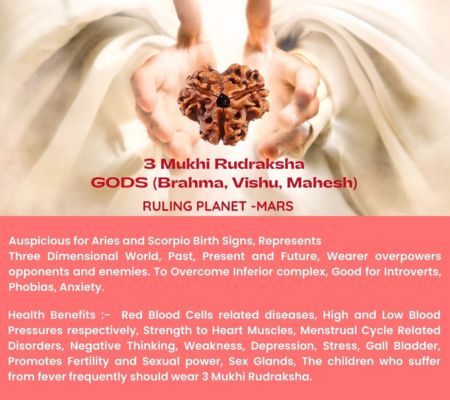 3 Mukhi Rudraksha
GODS (Brahma, Vishu, Mahesh)
RULING PLANET -MARS
Auspicious for Aries and Scorpio Birth Signs, Represents
Three Dimensional World, Past, Present and Future, Wearer overpowers
opponents and enemies. To Overcome Inferior complex, Good for Introverts,
Phobias, Anxiety.
Health Benefits :- Red Blood Cells related diseases, High and Low Blood
Pressures respectively, Strength to Heart Muscles, Menstrual Cycle Related
Disorders, Negative Thinking, Weakness, Depression, Stress, Gall Bladder,
Promotes Fertility and Sexual power, Sex Glands, The children who suffer
from fever frequently should wear 3 Mukhi Rudraksha.